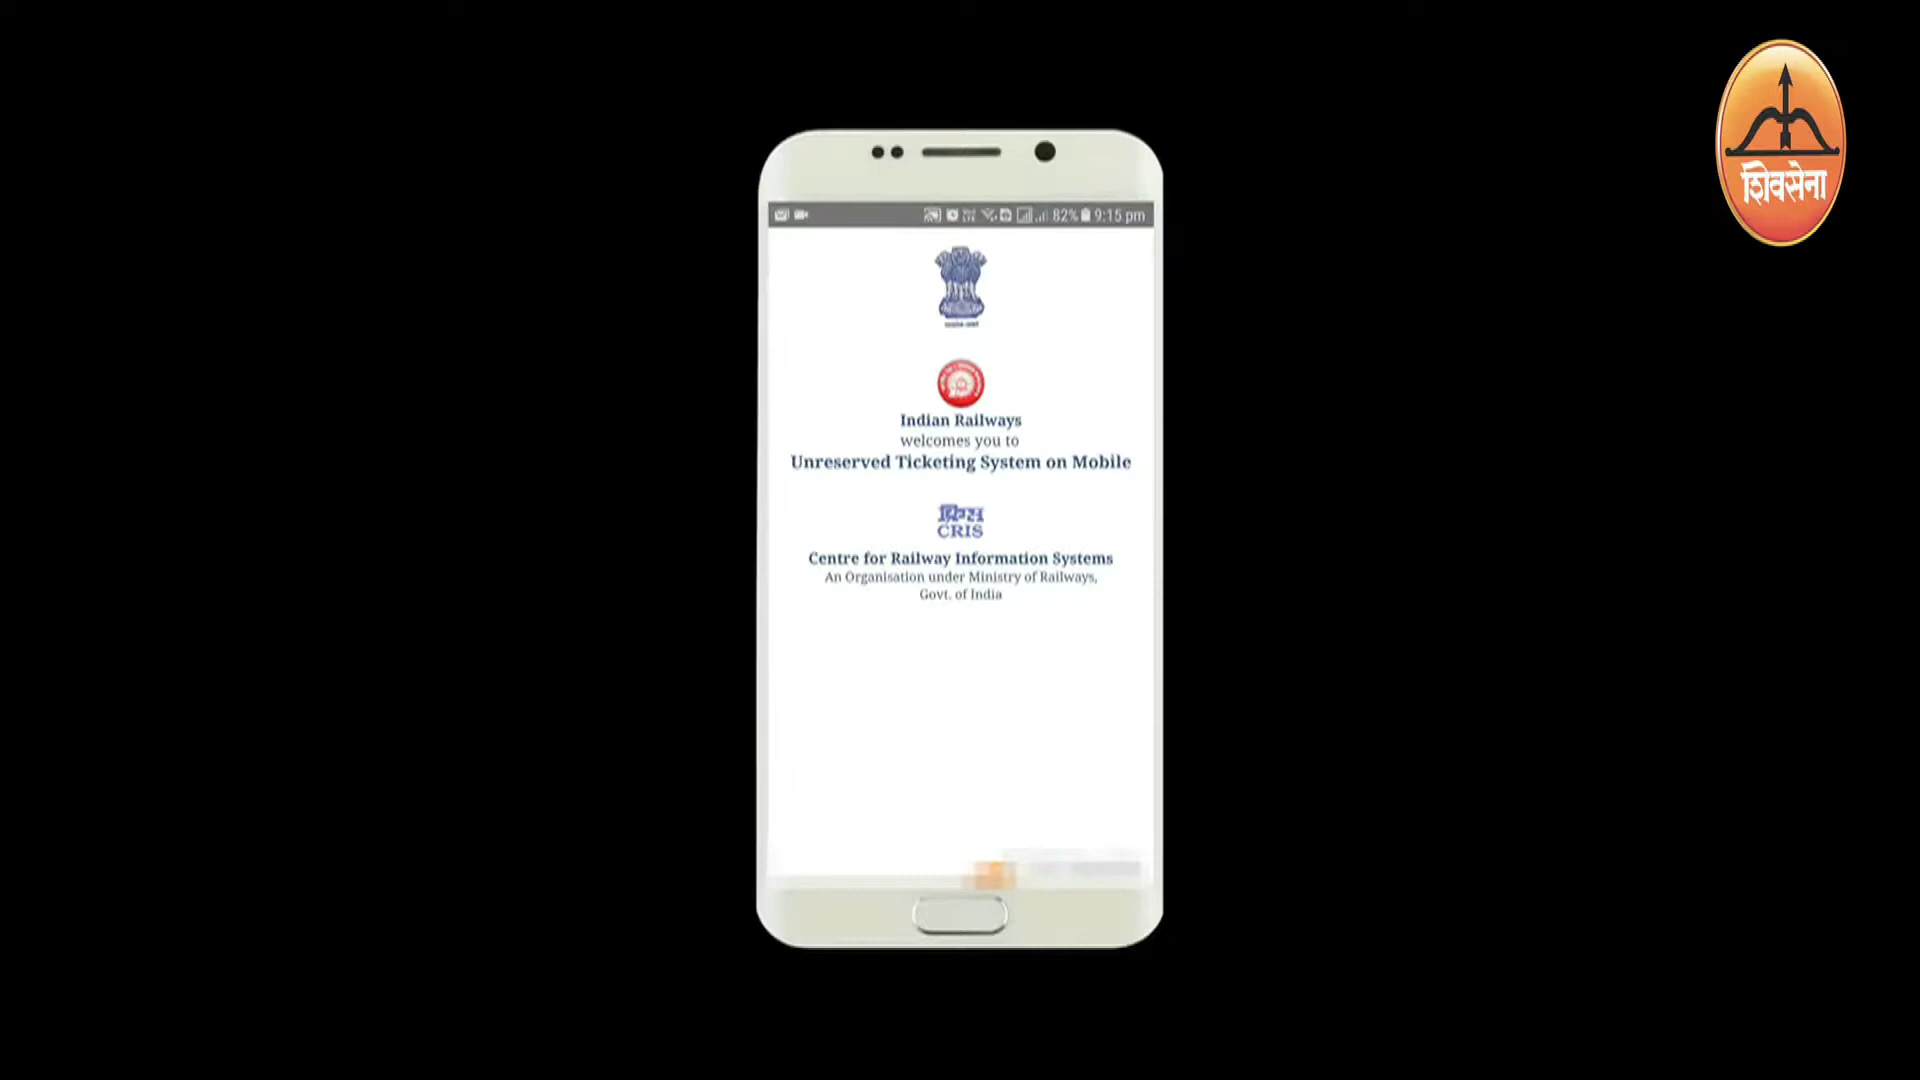 शिवसेना
82% 9:15 pm
Indian Railways
welcomes you to
Unreserved Ticketing System on Mobile
क्रिस
CRIS
Centre for Railway Information Systems
An Organisation under Ministry of Railways,
Govt. of India